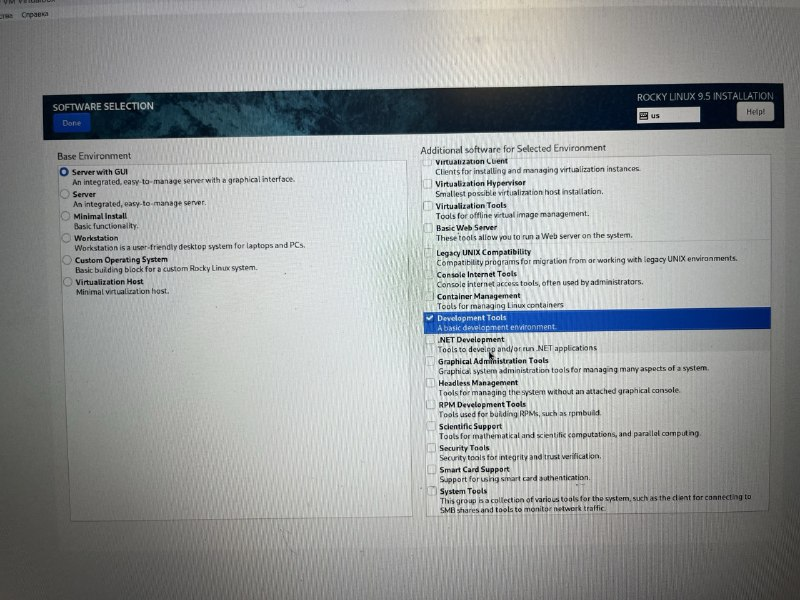 Справка
SOFTWARE SELECTION
Done
ROCKY LINUX 9.5 INSTALLATION
us
Help!
Base Environment
Server with GUI
An integrated, easy-to-manage server with a graphical interface.
Server
An integrated, easy-to-manage server.
Minimal Install
Basic functionality.
Workstation
Workstation is a user-friendly desktop system for laptops and PCs.
Custom Operating System
Basic building block for a custom Rocky Linux system.
Virtualization Host
Minimal virtualization host.
Additional software for Selected Environment
Virtualization Client
Clients for installing and managing virtualization instances.
Virtualization Hypervisor
Smallest possible virtualization host installation.
Virtualization Tools
Tools for offline virtual image management.
Basic Web Server
These tools allow you to run a Web server on the system.
Legacy UNIX Compatibility
Compatibility programs for migration from or working with legacy UNIX environments.
Console Internet Tools
Console internet access tools, often used by administrators.
Container Management
Tools for managing Linux containers
Development Tools
A basic development environment.
.NET Development
Tools to develop and/or run .NET applications
Graphical Administration Tools
Graphical system administration tools for managing many aspects of a system.
Headless Management
Tools for managing the system without an attached graphical console.
RPM Development Tools
Tools used for building RPMs, such as rpmbuild.
Scientific Support
Tools for mathematical and scientific computations, and parallel computing.
Security Tools
Security tools for integrity and trust verification.
Smart Card Support
Support for using smart card authentication.
System Tools
This group is a collection of various tools for the system, such as the client for connecting to
SMB shares and tools to monitor network traffic.